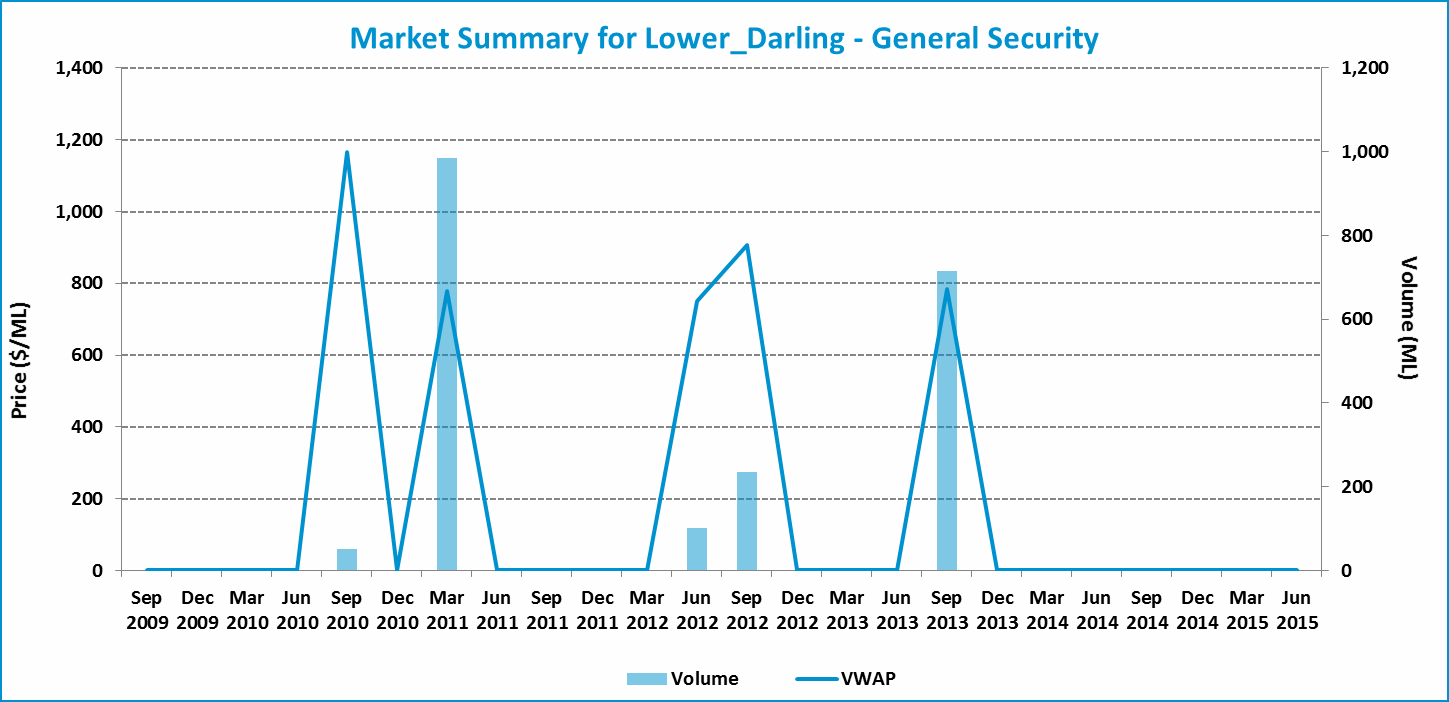 Market Summary for Lower_Darling - General Security
1,400
1,200
1,000
800
600
400
200
0
Price ($/ML)
1,200
1,000
800
600
400
200
0
Volume (ML)
Sep Dec Mar Jun Sep Dec Mar Jun Sep Dec Mar Jun Sep Dec Mar Jun Sep Dec Mar Jun Sep Dec Mar Jun
2009 2009 2010 2010 2010 2010 2011 2011 2011 2011 2012 2012 2012 2012 2013 2013 2013 2013 2014 2014 2014 2014 2015 2015
Volume VWAP